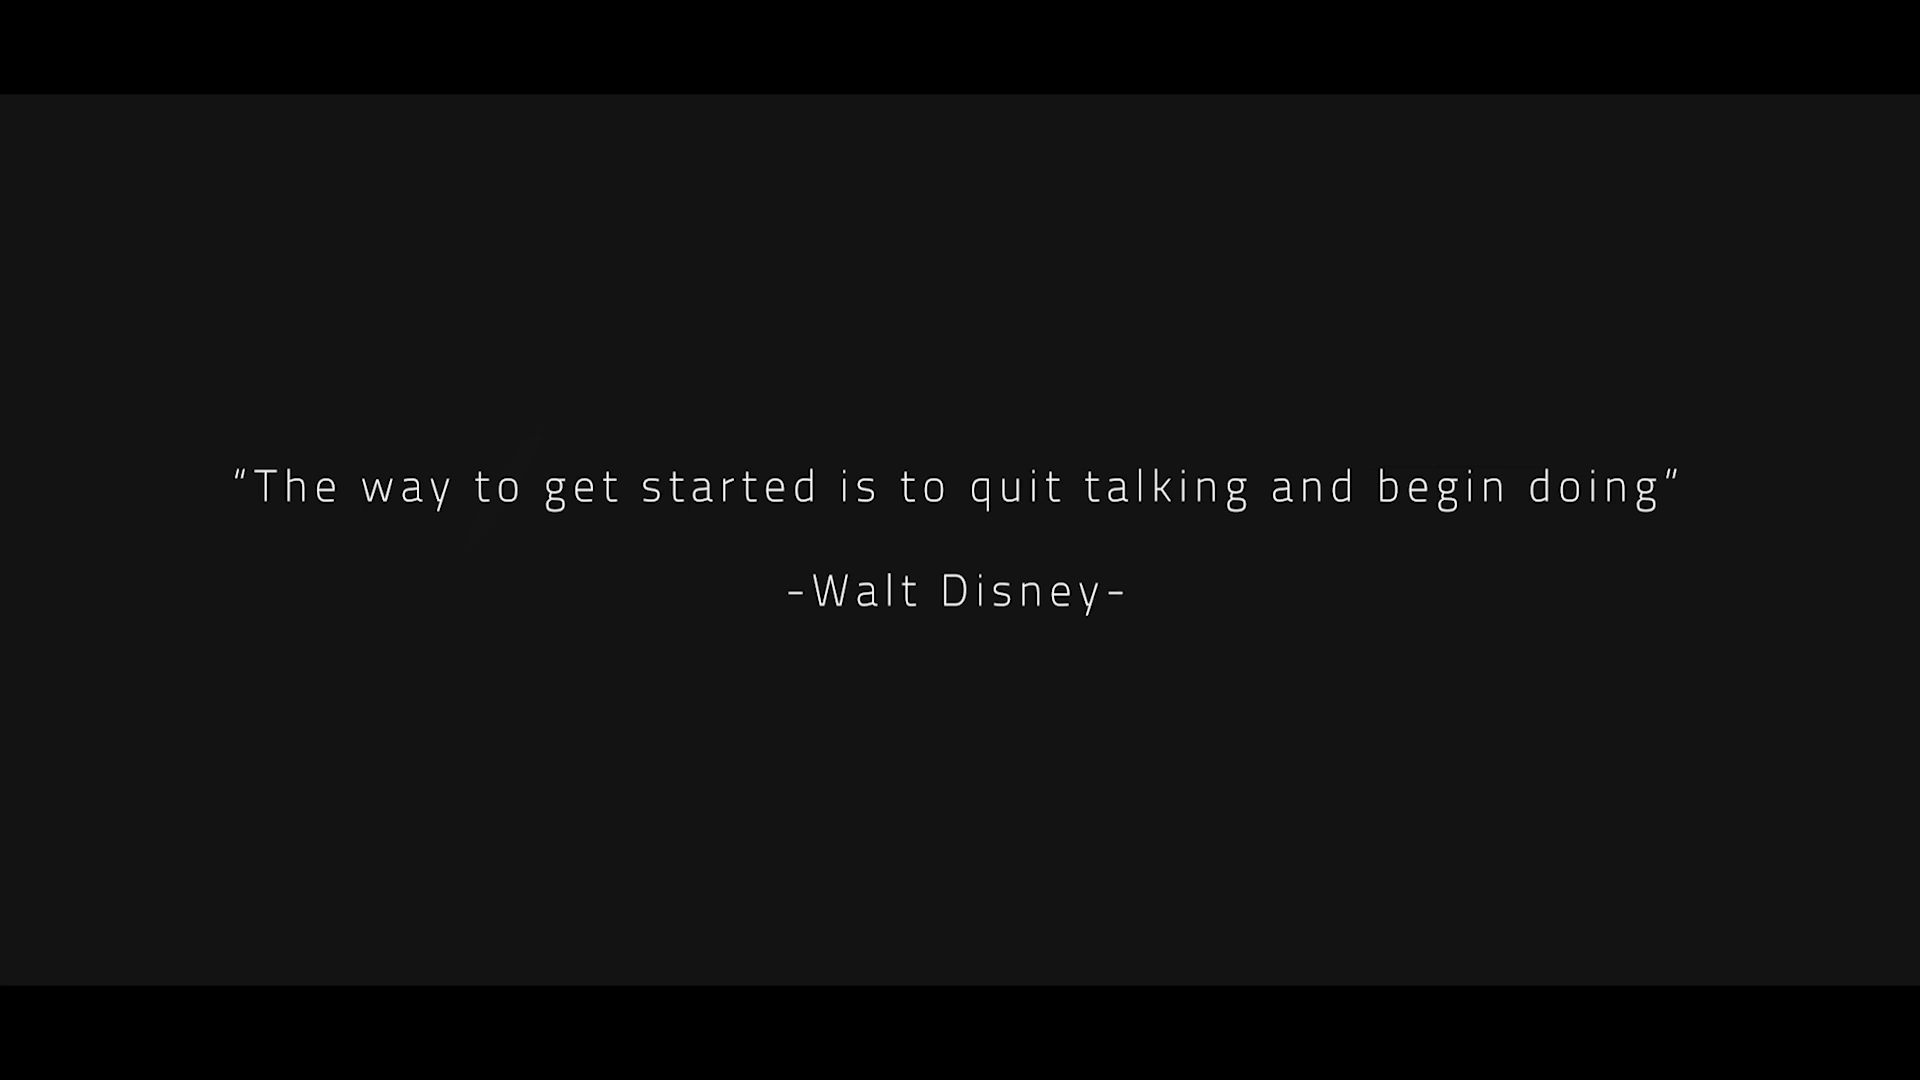 “The way to get started is to quit talking and begin doing”
-Walt Disney-